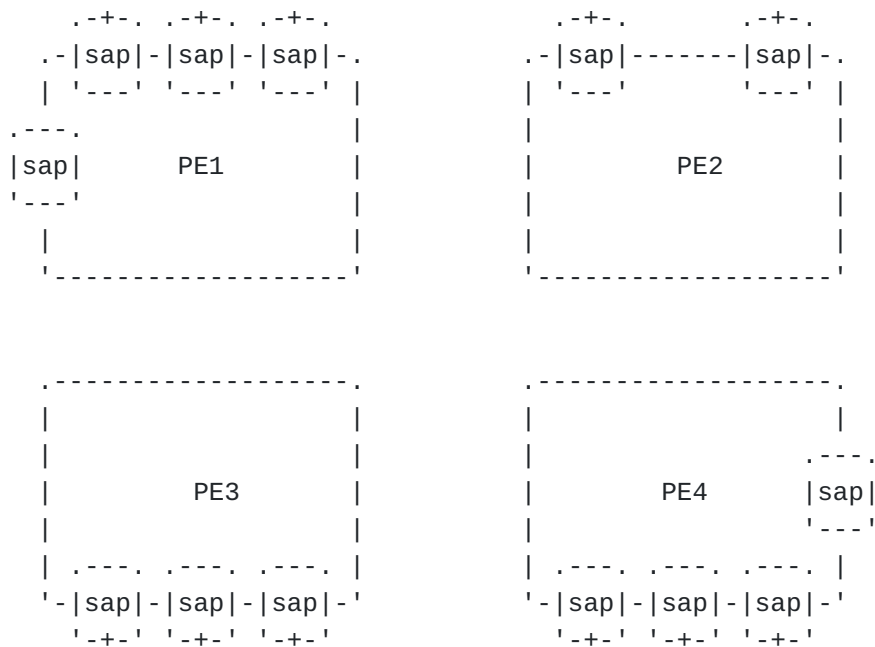 .-+-. .-+-. .-+-.            .-+-.       .-+-.
  .-|sap|-|sap|-|sap|-.          .-|sap|-------|sap|-.
  | '---' '---' '---' |          | '---'       '---' |
.---.                 |          |                   |
|sap|      PE1        |          |         PE2       |
'---'                 |          |                   |
  |                   |          |                   |
  '-------------------'          '-------------------'
  .-------------------.          .-------------------.
  |                   |          |                   |
  |                   |          |                 .---.
  |         PE3       |          |        PE4      |sap|
  |                   |          |                 '---'
  | .---. .---. .---. |          | .---. .---. .---. |
  '-|sap|-|sap|-|sap|-'          '-|sap|-|sap|-|sap|-'
    '-+-' '-+-' '-+-'              '-+-' '-+-' '-+-'